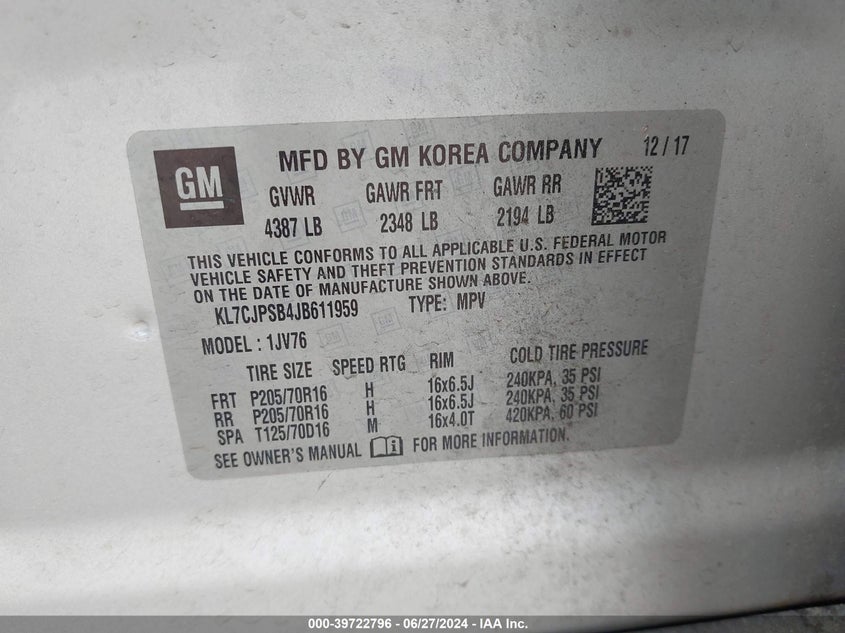 GM
MFD BY GM KOREA COMPANY 12 / 17
GVWR GAWR FRT GAWR RR
4387 LB 2348 LB 2194 LB
THIS VEHICLE CONFORMS TO ALL APPLICABLE U.S. FEDERAL MOTOR
VEHICLE SAFETY AND THEFT PREVENTION STANDARDS IN EFFECT
ON THE DATE OF MANUFACTURE SHOWN ABOVE.
KL7CJPSB4JB611959 TYPE: MPV
MODEL : 1JV76
TIRE SIZE SPEED RTG RIM COLD TIRE PRESSURE
FRT P205/70R16 H 16x6.5J 240KPA, 35 PSI
RR P205/70R16 H 16x6.5J 240KPA, 35 PSI
SPA T125/70D16 M 16x4.0T 420KPA, 60 PSI
SEE OWNER'S MANUAL FOR MORE INFORMATION.
000-39722796 - 06/27/2024 - IAA Inc.